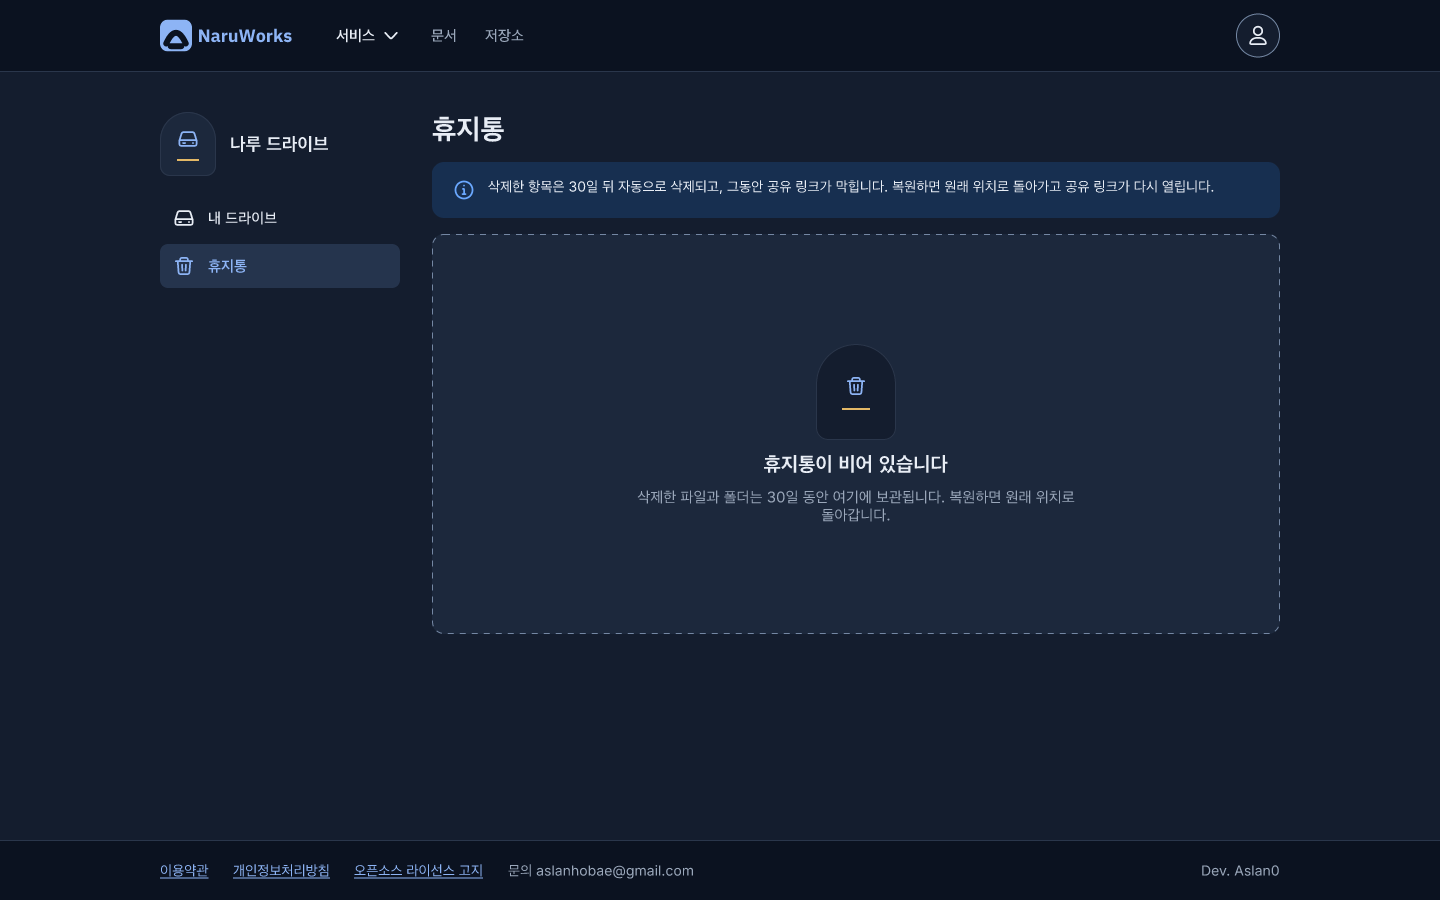 NaruWorks
서비스
문서
저장소
나루 드라이브
내 드라이브
휴지통
휴지통
삭제한 항목은 30일 뒤 자동으로 삭제되고, 그동안 공유 링크가 막힙니다. 복원하면 원래 위치로 돌아가고 공유 링크가 다시 열립니다.
휴지통이 비어 있습니다
삭제한 파일과 폴더는 30일 동안 여기에 보관됩니다. 복원하면 원래 위치로
돌아갑니다.
이용약관
개인정보처리방침
오픈소스 라이선스 고지
문의 aslanhobae@gmail.com
Dev. Aslan0